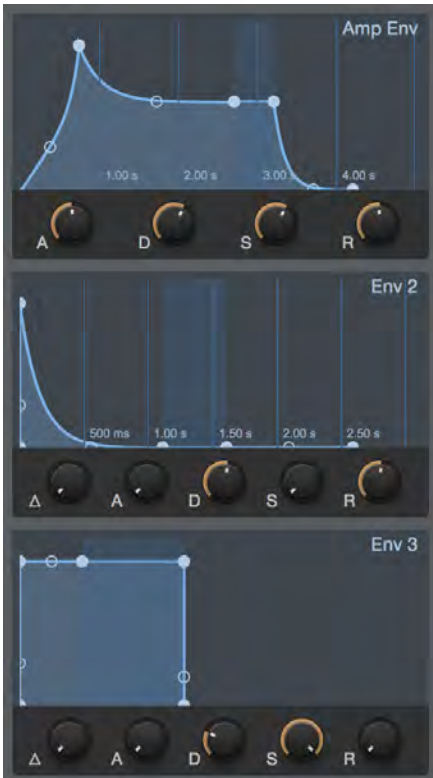 Amp Env
1.00 s 2.00 s 3.00 s 4.00 s
A D S R
Env 2
500 ms 1.00 s 1.50 s 2.00 s 2.50 s
Δ A D S R
Env 3
Δ A D S R